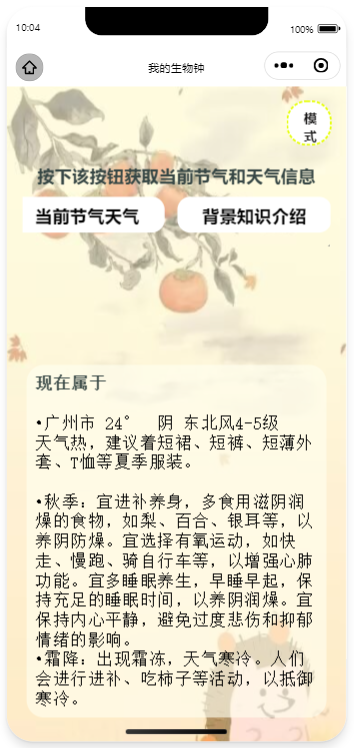 10:04
100%
我的生物钟
模
式
按下该按钮获取当前节气和天气信息
当前节气天气
背景知识介绍
现在属于
•广州市 24° 阴 东北风4-5级
天气热，建议着短裙、短裤、短薄外
套、T恤等夏季服装。
•秋季：宜进补养身，多食用滋阴润
燥的食物，如梨、百合、银耳等，以
养阴防燥。宜选择有氧运动，如快
走、慢跑、骑自行车等，以增强心肺
功能。宜多睡眠养生，早睡早起，保
持充足的睡眠时间，以养阴润燥。宜
保持内心平静，避免过度悲伤和抑郁
情绪的影响。
•霜降：出现霜冻，天气寒冷。人们
会进行进补、吃柿子等活动，以抵御
寒冷。